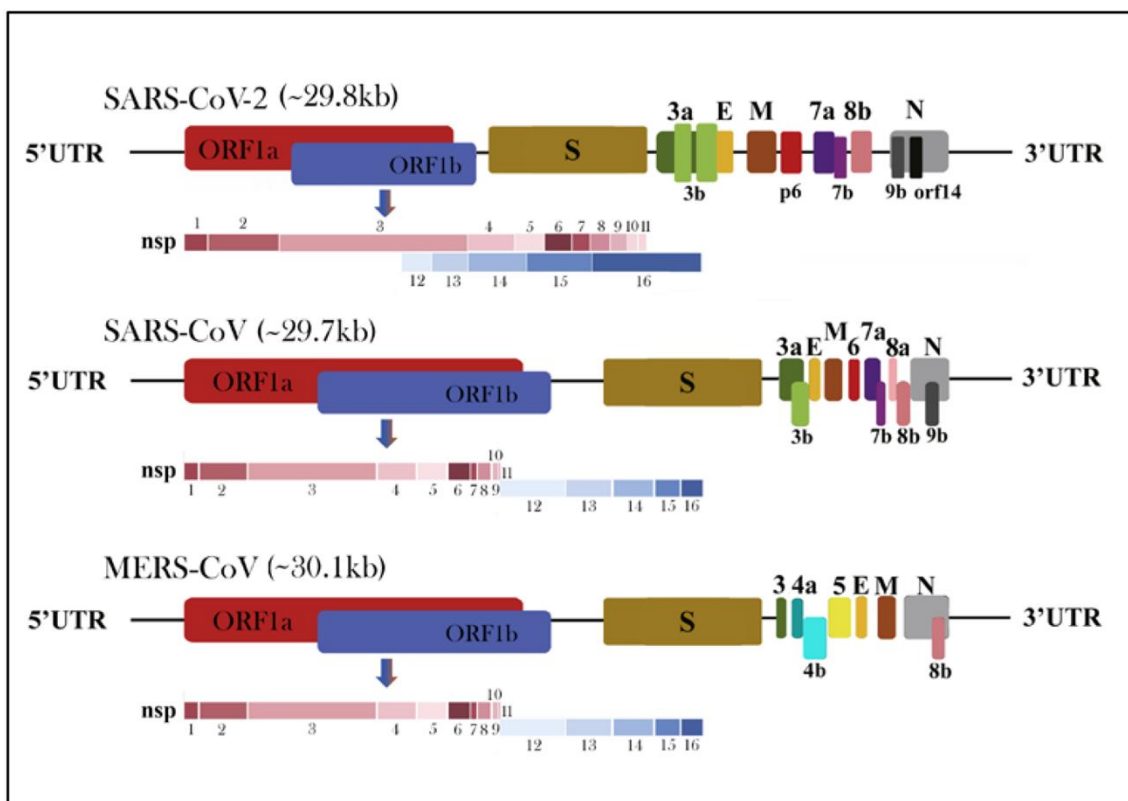 SARS-CoV-2 (~29.8kb)
3a E M 7a 8b N
5’UTR ORF1a ORF1b S 3’UTR
3b p6 7b 9b orf14
1 2 3 4 5 6 7 8 9 10 11
nsp
12 13 14 15 16
SARS-CoV (~29.7kb)
3a E M 6 7a 8a N
5’UTR ORF1a ORF1b S 3’UTR
3b 7b 8b 9b
10
nsp 11
1 2 3 4 5 6 7 8 9
12 13 14 15 16
MERS-CoV (~30.1kb)
3 4a 5 E M N
5’UTR ORF1a ORF1b S 3’UTR
4b 8b
10
nsp 11
1 2 3 4 5 6 7 8 9
12 13 14 15 16